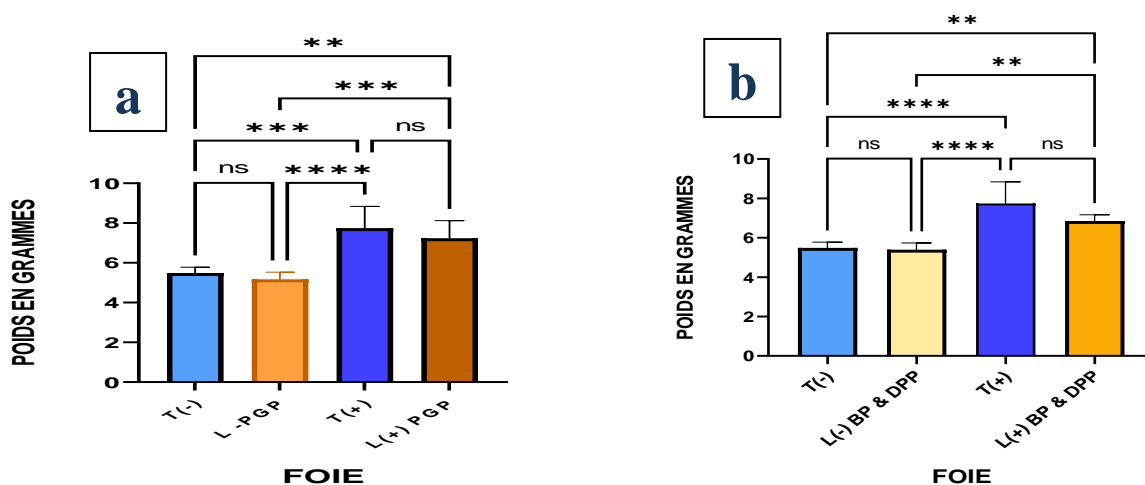 a
**
***
***
ns
ns
****
POIDS EN GRAMMES
10
8
6
4
2
0
T(-)
L -PGP
T(+)
L(+) PGP
FOIE
b
**
**
****
ns
****
ns
POIDS EN GRAMMES
10
8
6
4
2
0
T(-)
L(-) BP & DPP
T(+)
L(+) BP & DPP
FOIE